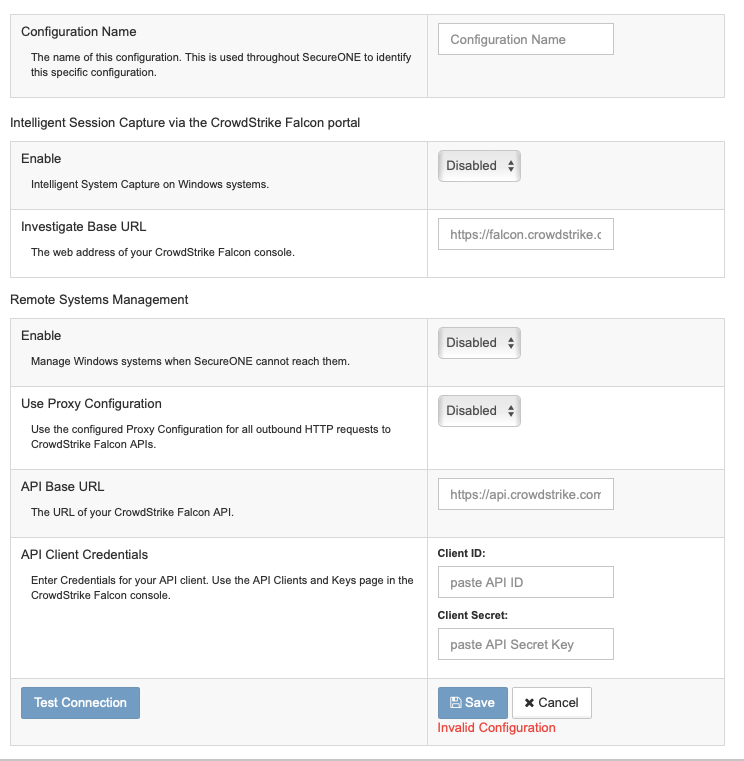 Configuration Name
Configuration Name
The name of this configuration. This is used throughout SecureONE to identify
this specific configuration.
Intelligent Session Capture via the CrowdStrike Falcon portal
Enable
Disabled
Intelligent System Capture on Windows systems.
Investigate Base URL
https://falcon.crowdstrike.c
The web address of your CrowdStrike Falcon console.
Remote Systems Management
Enable
Disabled
Manage Windows systems when SecureONE cannot reach them.
Use Proxy Configuration
Disabled
Use the configured Proxy Configuration for all outbound HTTP requests to
CrowdStrike Falcon APIs.
API Base URL
https://api.crowdstrike.com
The URL of your CrowdStrike Falcon API.
API Client Credentials
Enter Credentials for your API client. Use the API Clients and Keys page in the
CrowdStrike Falcon console.
Client ID:
paste API ID
Client Secret:
paste API Secret Key
Test Connection
Save
Cancel
Invalid Configuration